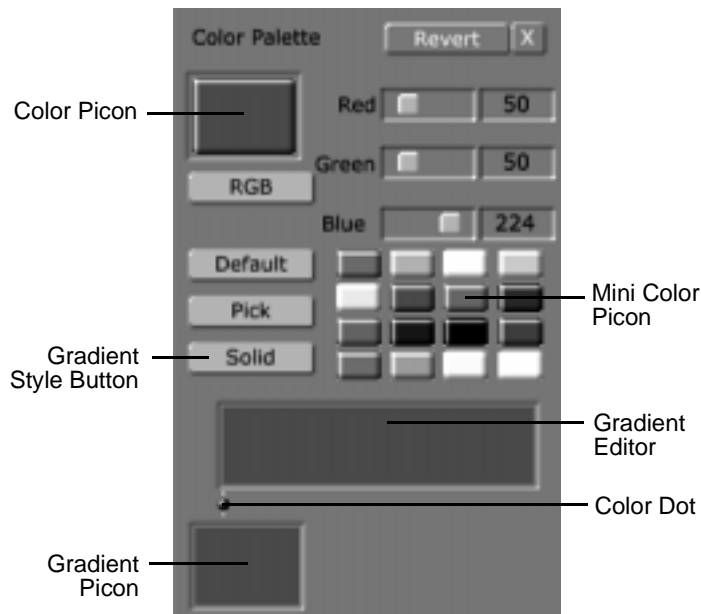 Color Palette
Revert
X
Color Picon
Red
50
Green
50
RGB
Blue
224
Default
Mini Color
Picon
Pick
Gradient
Style Button
Solid
Gradient
Editor
Color Dot
Gradient
Picon